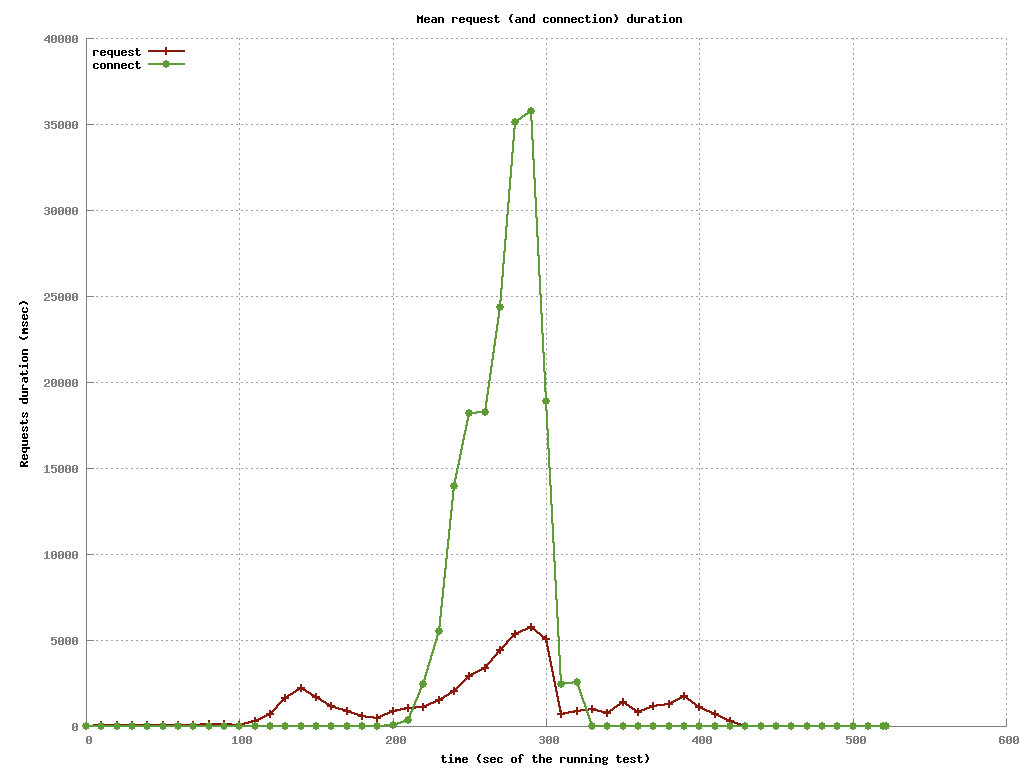 Mean request (and connection) duration
40000
request
connect
35000
30000
25000
20000
15000
10000
5000
0
Requests duration (msec)
0 100 200 300 400 500 600
time (sec of the running test)